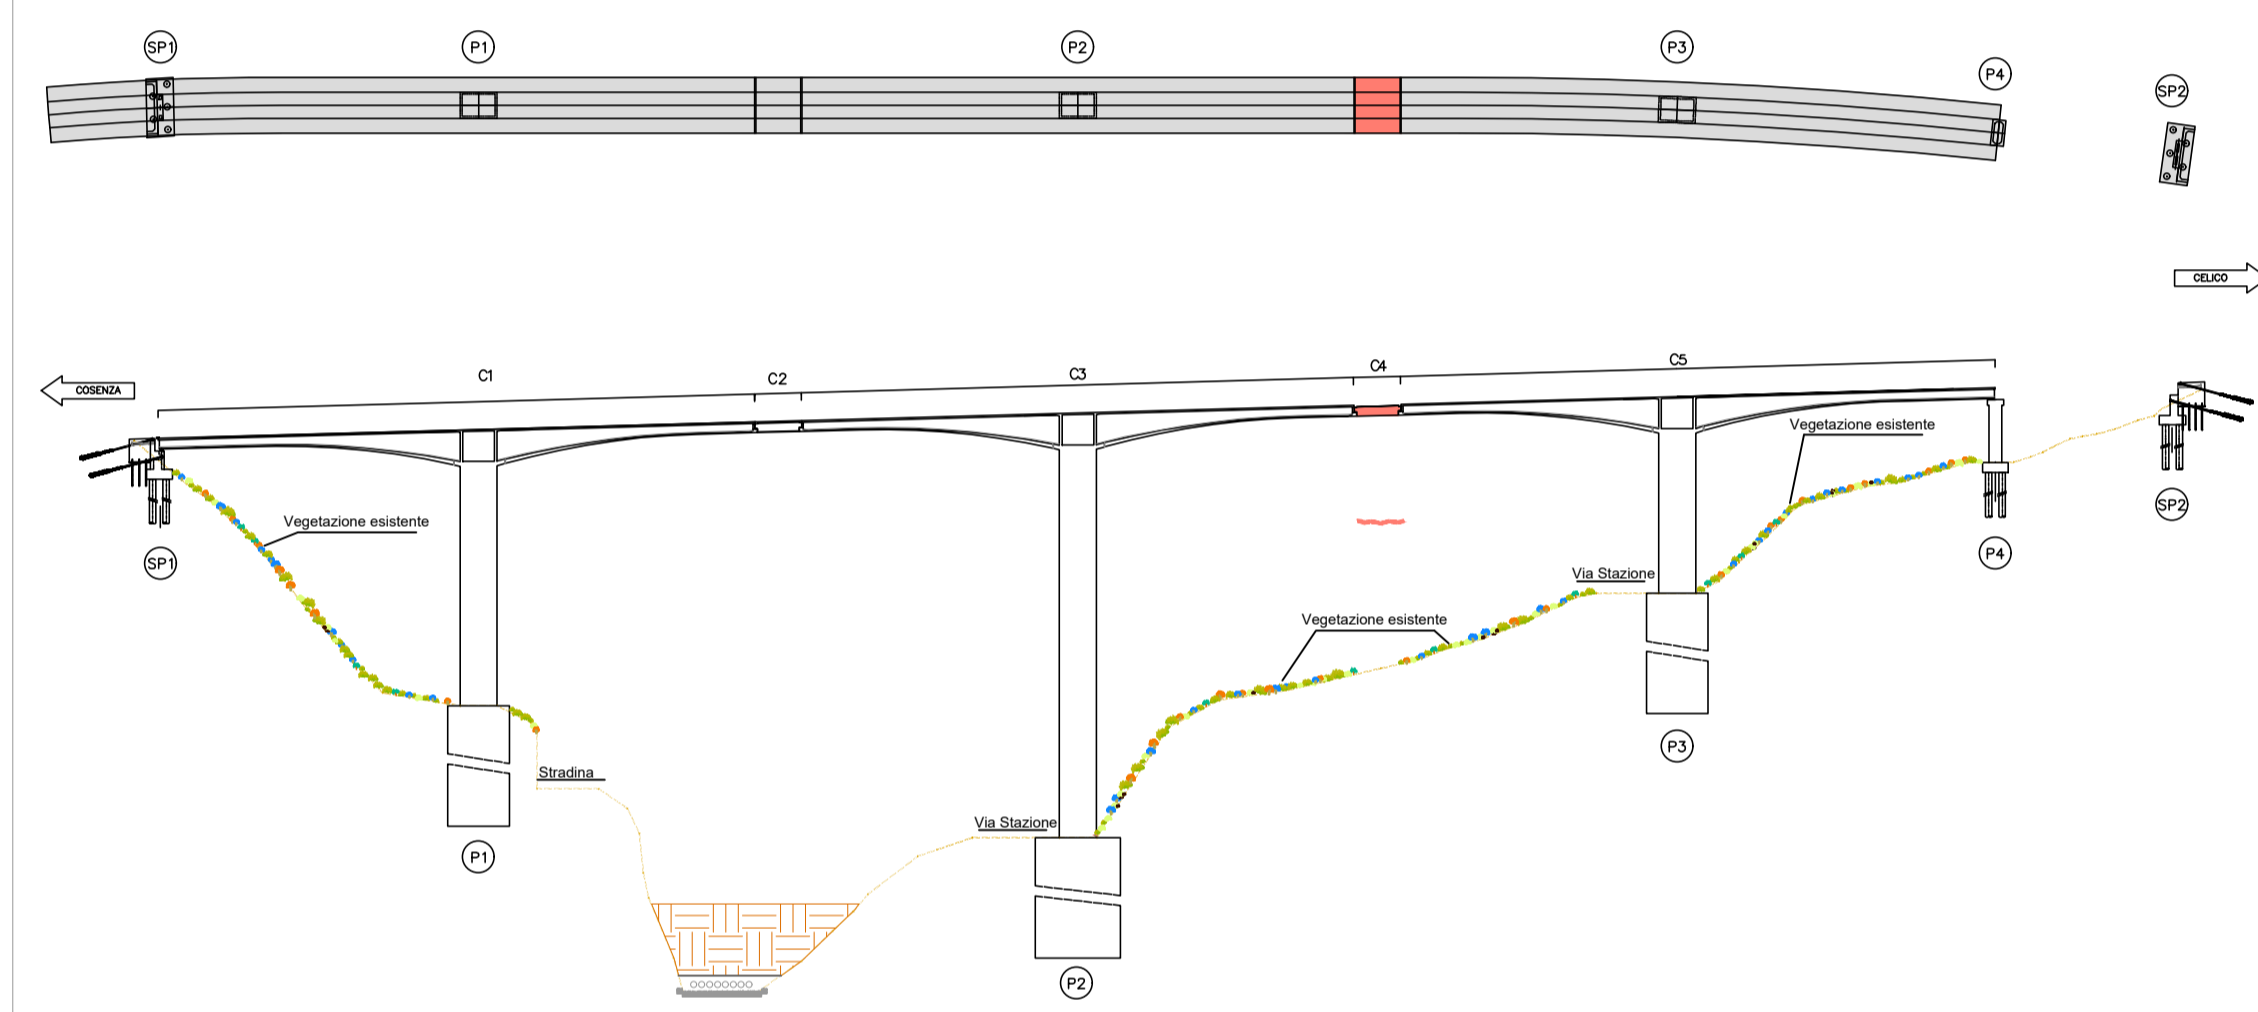 SP1
P1
P2
P3
P4
SP2
CELICO
COSENZA
C1
C2
C3
C4
C5
Vegetazione esistente
Vegetazione esistente
SP2
SP1
P4
Via Stazione
Vegetazione esistente
P3
Stradina
Via Stazione
P1
P2